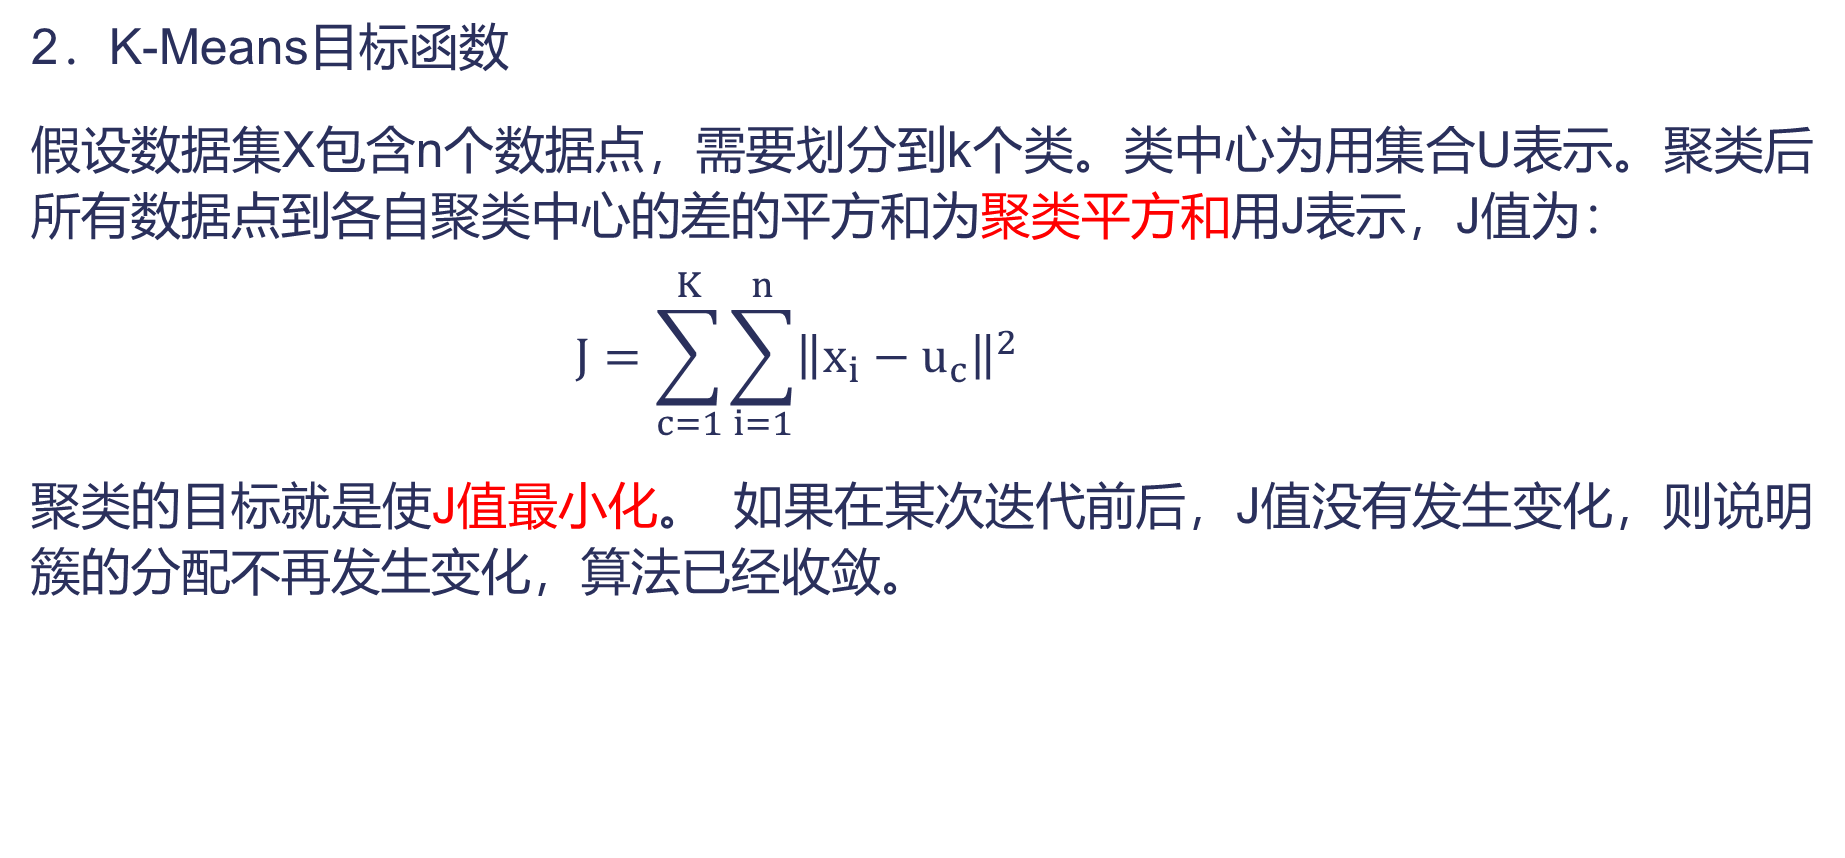 2．K-Means目标函数
假设数据集X包含n个数据点，需要划分到k个类。类中心为用集合U表示。聚类后
所有数据点到各自聚类中心的差的平方和为聚类平方和用J表示，J值为：
J = ∑_{c=1}^{K} ∑_{i=1}^{n} ‖x_i − u_c‖²
聚类的目标就是使J值最小化。 如果在某次迭代前后，J值没有发生变化，则说明
簇的分配不再发生变化，算法已经收敛。